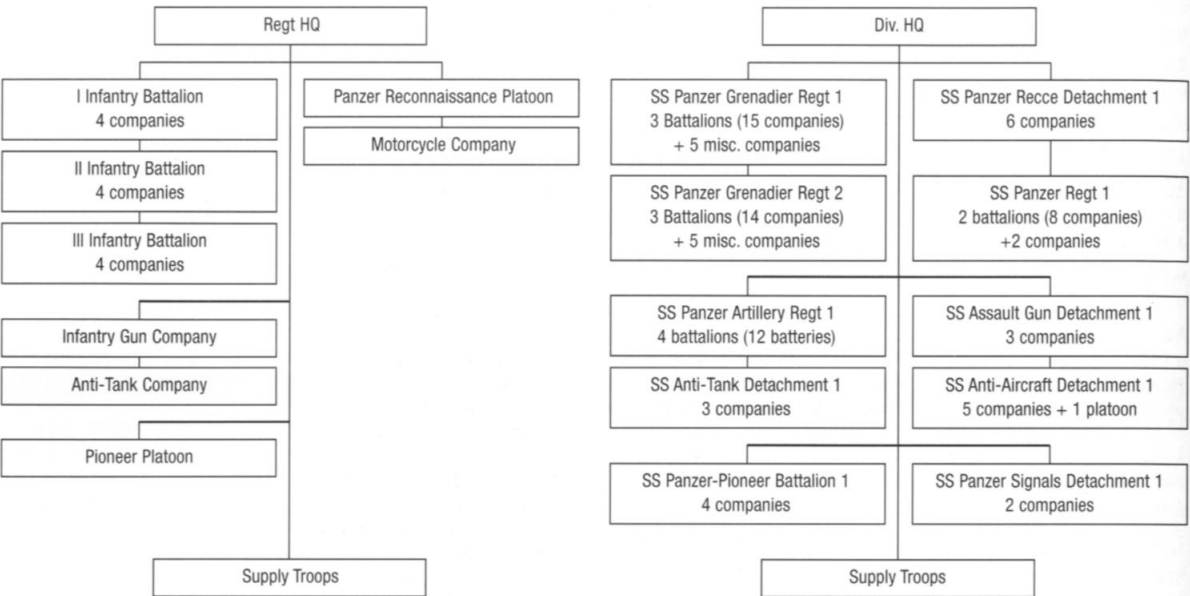 Regt HQ
I Infantry Battalion
4 companies
II Infantry Battalion
4 companies
III Infantry Battalion
4 companies
Panzer Reconnaissance Platoon
Motorcycle Company
Infantry Gun Company
Anti-Tank Company
Pioneer Platoon
Supply Troops
Div. HQ
SS Panzer Grenadier Regt 1
3 Battalions (15 companies)
+ 5 misc. companies
SS Panzer Grenadier Regt 2
3 Battalions (14 companies)
+ 5 misc. companies
SS Panzer Recce Detachment 1
6 companies
SS Panzer Regt 1
2 battalions (8 companies)
+2 companies
SS Panzer Artillery Regt 1
4 battalions (12 batteries)
SS Anti-Tank Detachment 1
3 companies
SS Assault Gun Detachment 1
3 companies
SS Anti-Aircraft Detachment 1
5 companies + 1 platoon
SS Panzer-Pioneer Battalion 1
4 companies
SS Panzer Signals Detachment 1
2 companies
Supply Troops